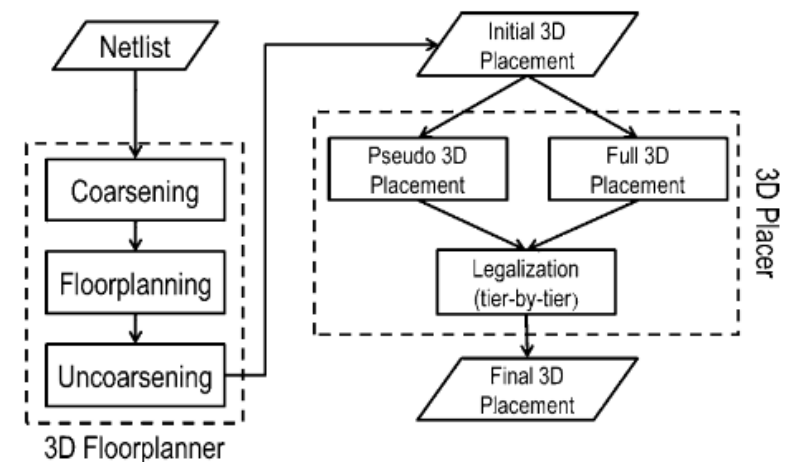 Netlist
Coarsening
Floorplanning
Uncoarsening
3D Floorplanner
Initial 3D
Placement
Pseudo 3D
Placement
Full 3D
Placement
Legalization
(tier-by-tier)
Final 3D
Placement
3D Placer